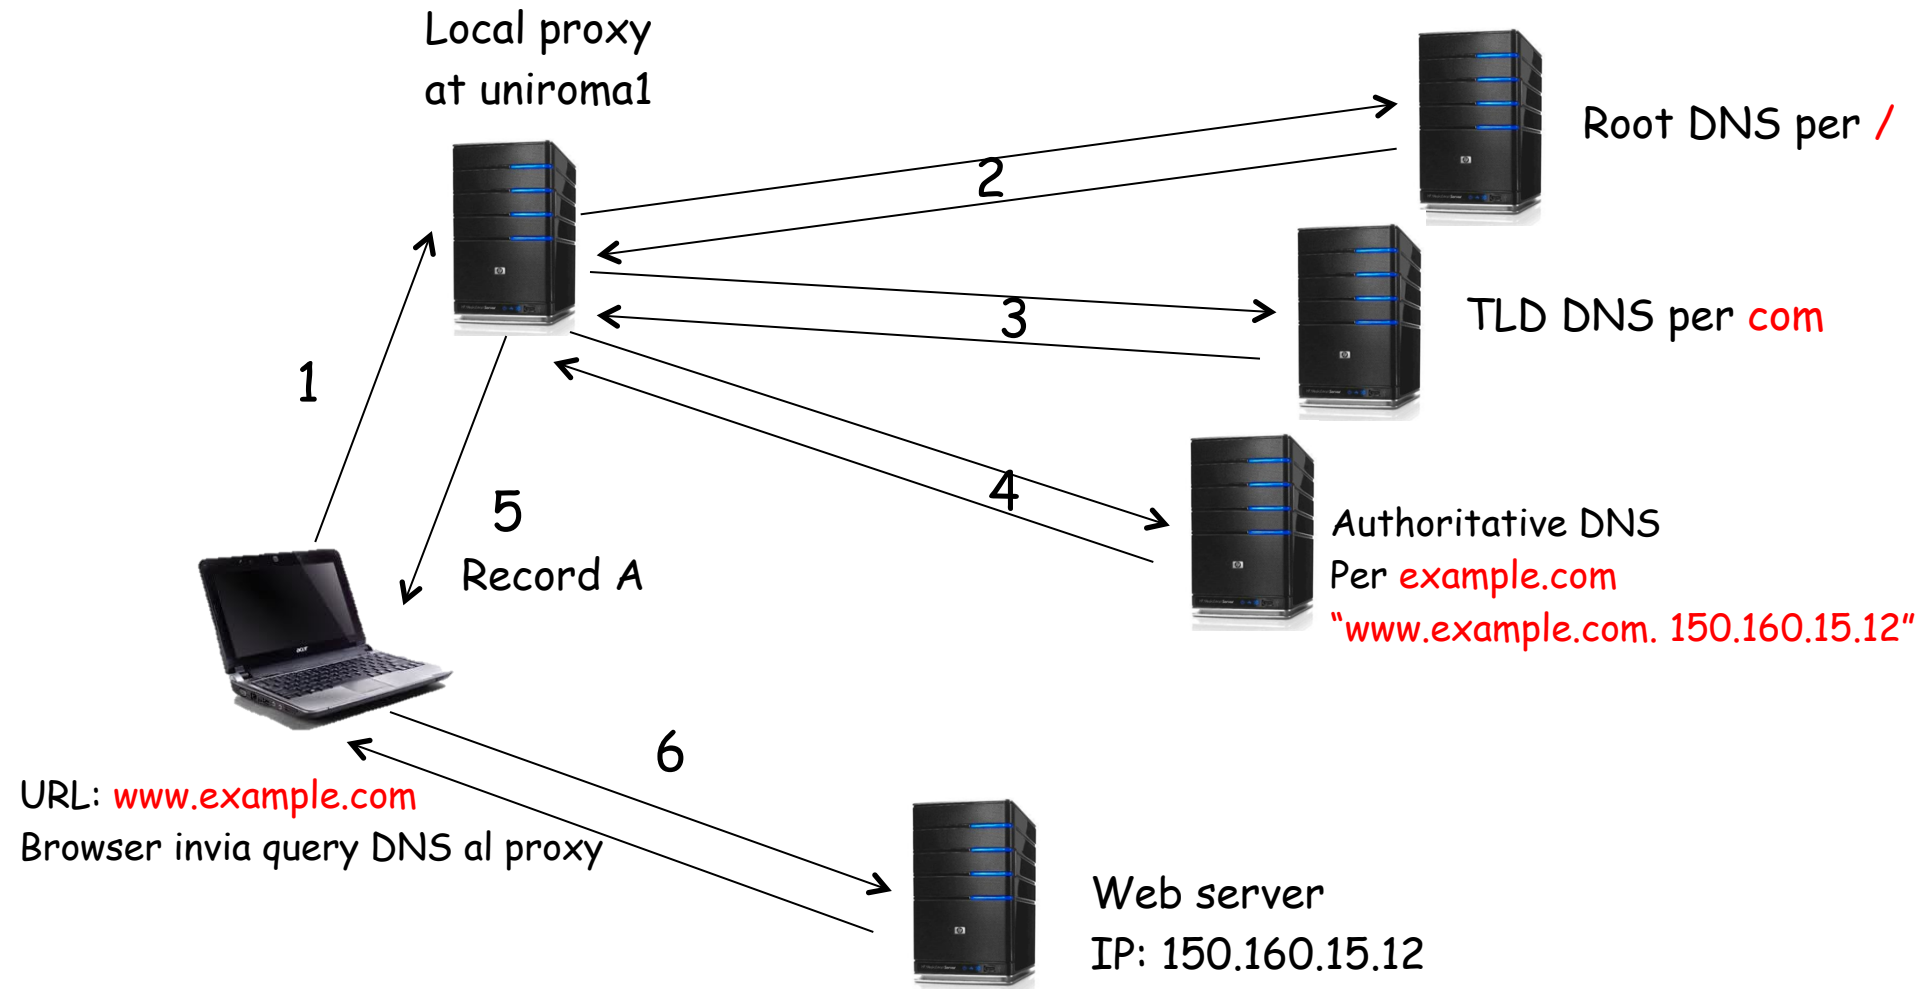 Local proxy
at uniroma1
Root DNS per /
2
TLD DNS per com
3
1
4
5
Record A
Authoritative DNS
Per example.com
“www.example.com. 150.160.15.12”
6
URL: www.example.com
Browser invia query DNS al proxy
Web server
IP: 150.160.15.12